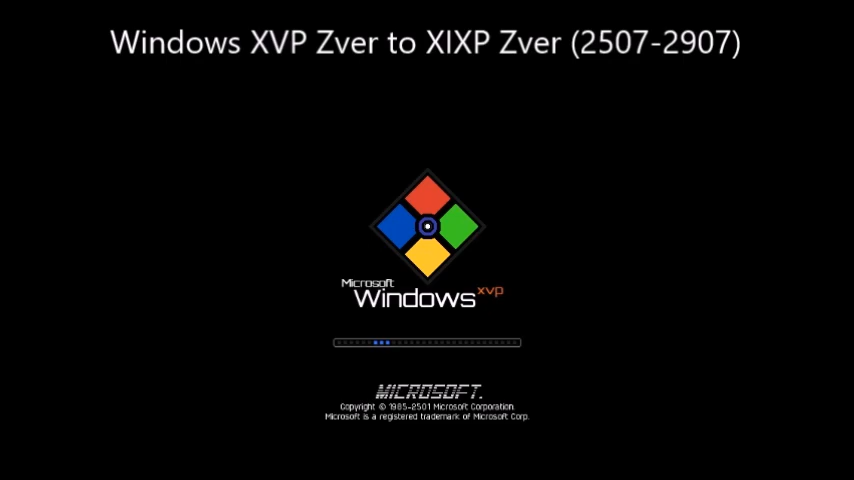 Windows XVP Zver to XIXP Zver (2507-2907)
Microsoft
Windows xvp
MICROSOFT.
Copyright © 1985-2501 Microsoft Corporation.
Microsoft is a registered trademark of Microsoft Corp.